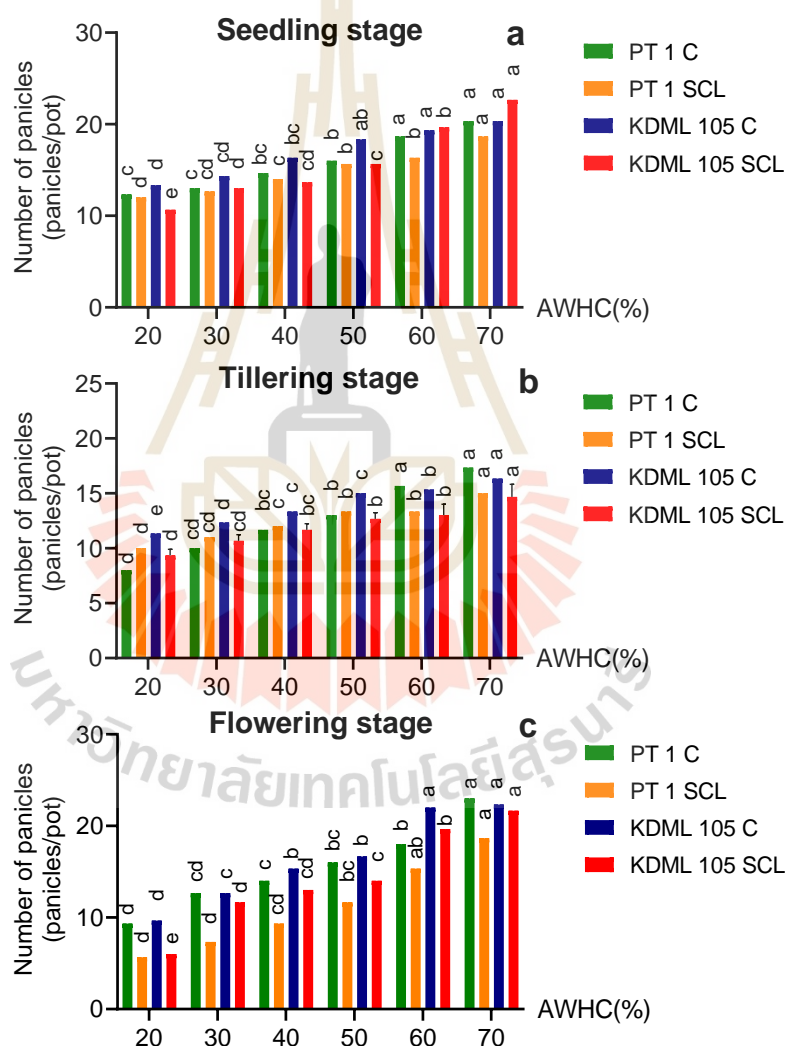 Seedling stage
a
30
20
10
0
Number of panicles
(panicles/pot)
c d d e
c cd cd d
bc c bc cd
b b ab c
a b a b
a a a a
20 30 40 50 60 70
AWHC(%)
PT 1 C
PT 1 SCL
KDML 105 C
KDML 105 SCL
Tillering stage
b
25
20
15
10
5
0
Number of panicles
(panicles/pot)
d d e d
cd cd d cd
bc c c bc
b b c b
a b b b
a a a a
20 30 40 50 60 70
AWHC(%)
PT 1 C
PT 1 SCL
KDML 105 C
KDML 105 SCL
Flowering stage
c
30
20
10
0
Number of panicles
(panicles/pot)
d d d e
cd d c d
c cd b cd
bc bc b c
b ab a b
a a a a
20 30 40 50 60 70
AWHC(%)
PT 1 C
PT 1 SCL
KDML 105 C
KDML 105 SCL
มหาวิทยาลัยเทคโนโลยีสุรนารี